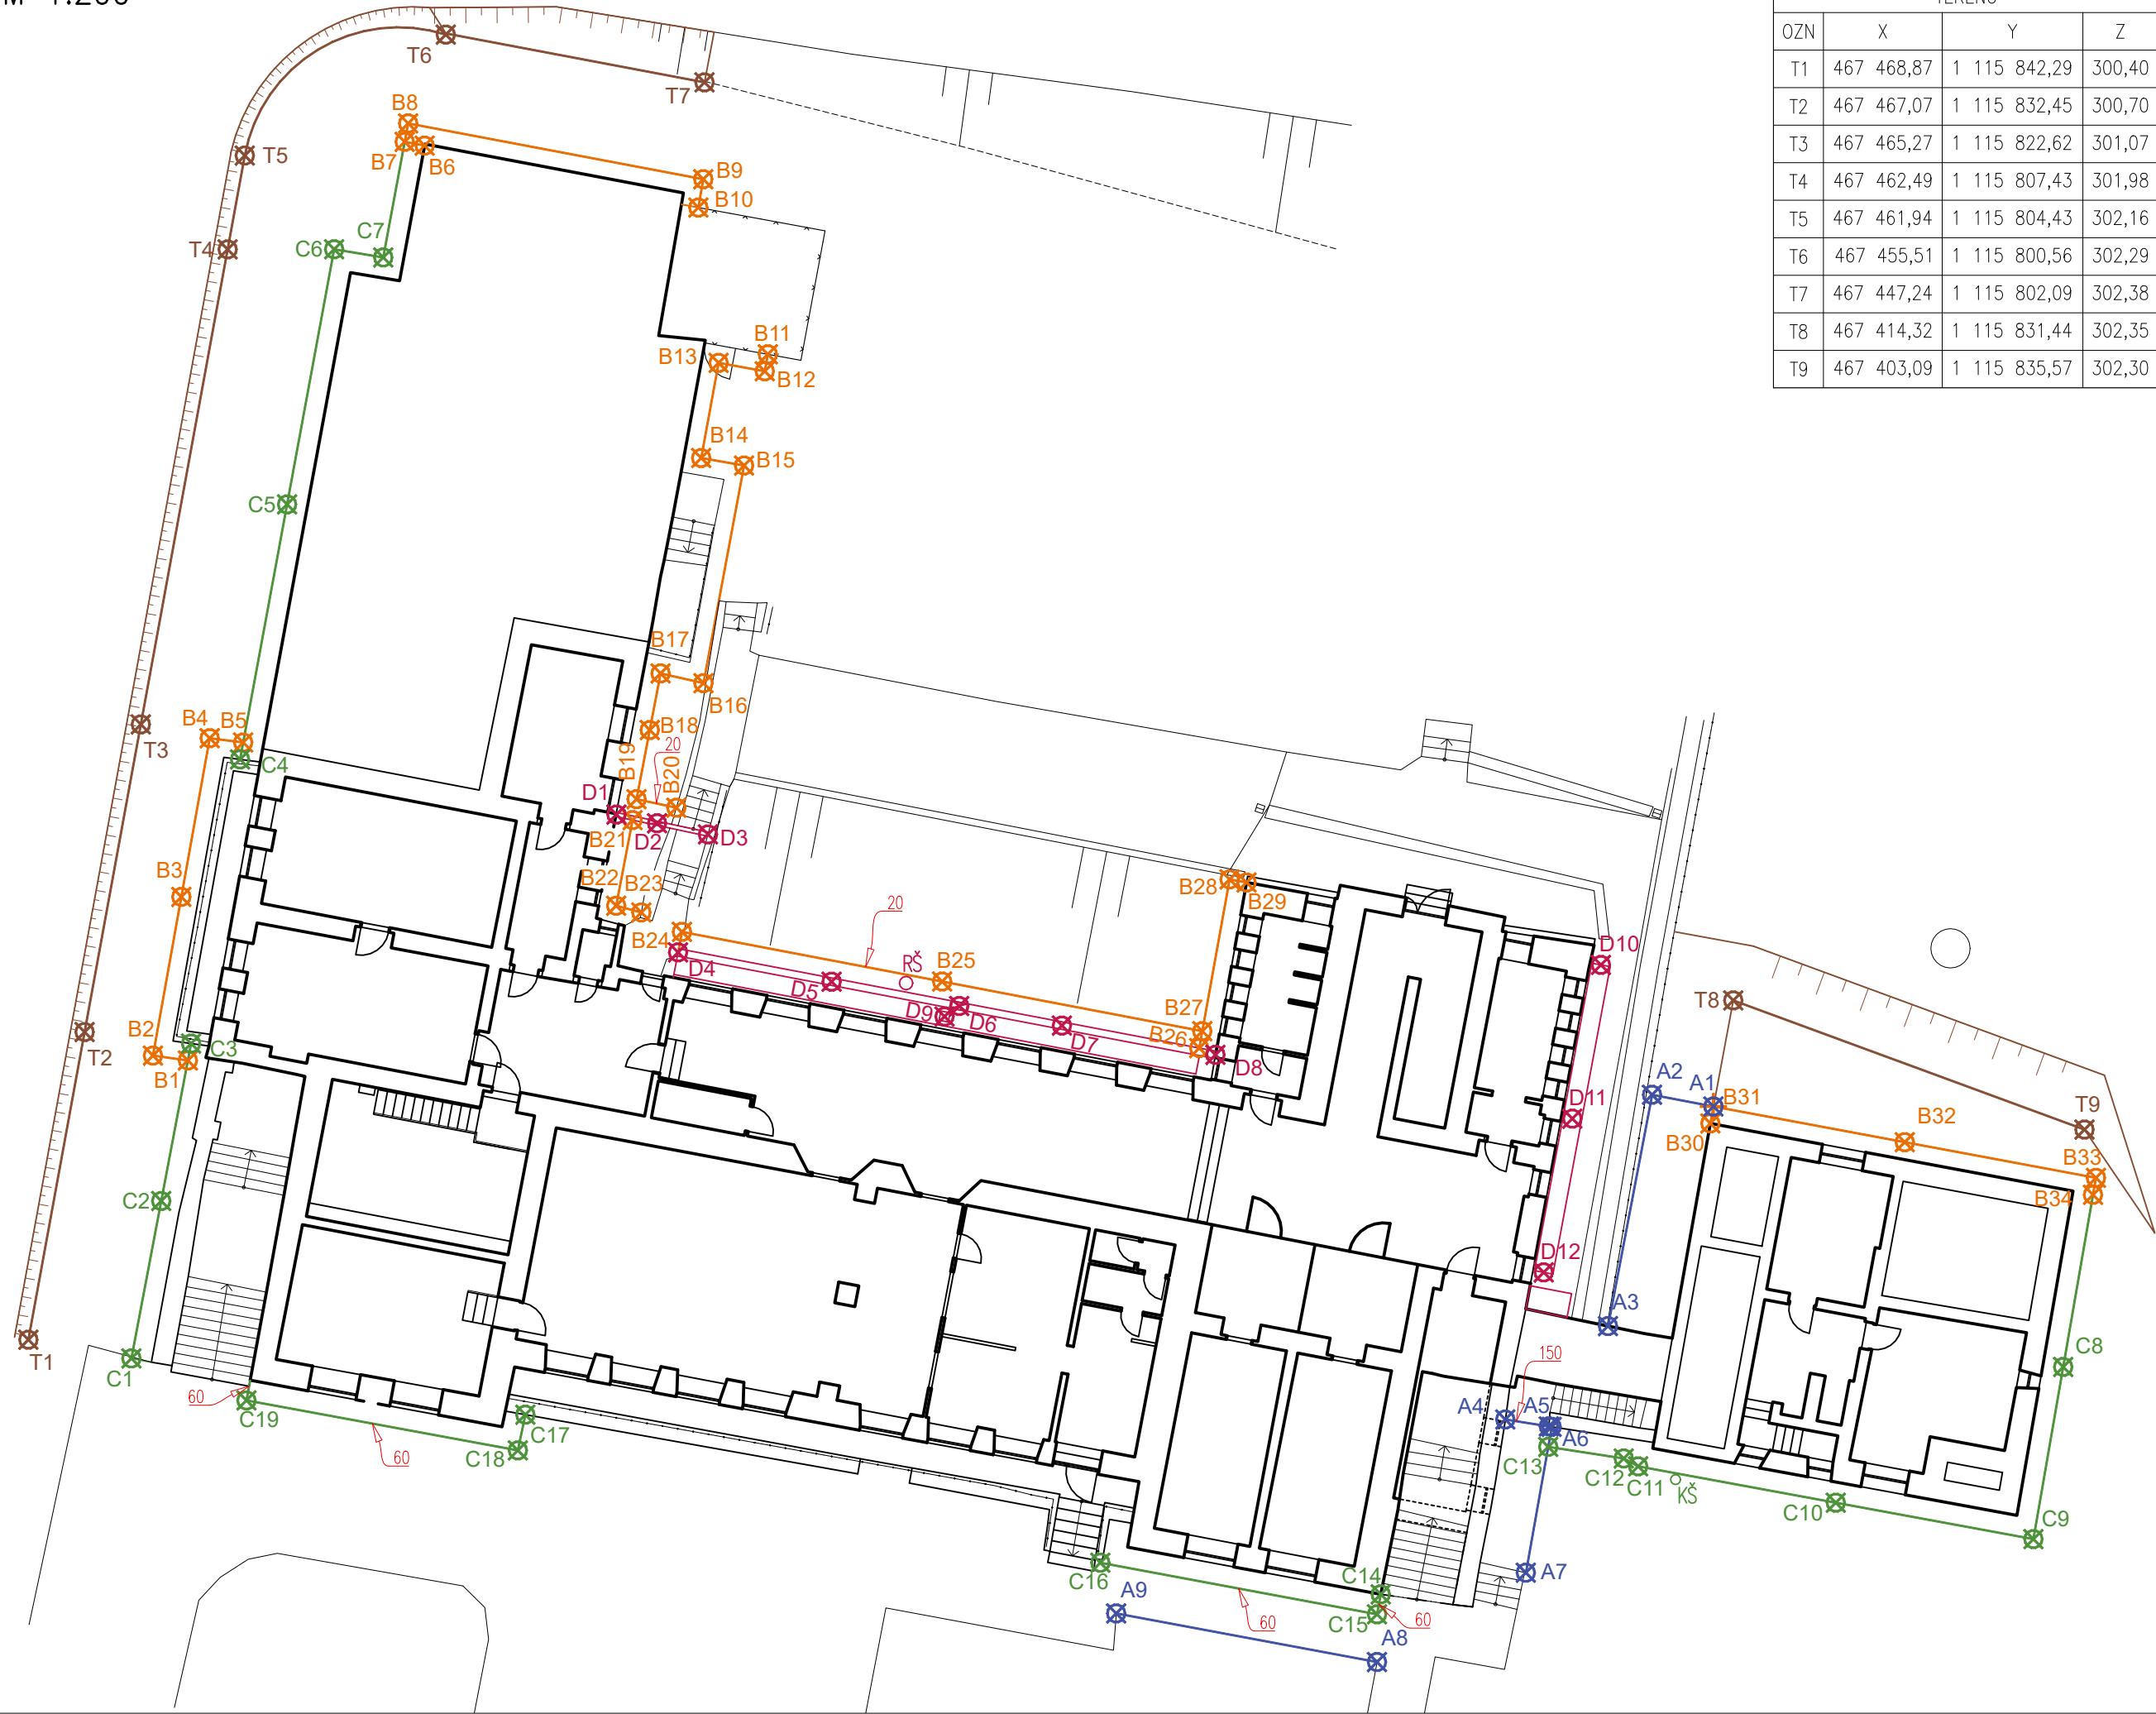 OZN X Y Z
T1 467 468,87 1 115 842,29 300,40
T2 467 467,07 1 115 832,45 300,70
T3 467 465,27 1 115 822,62 301,07
T4 467 462,49 1 115 807,43 301,98
T5 467 461,94 1 115 804,43 302,16
T6 467 455,51 1 115 800,56 302,29
T7 467 447,24 1 115 802,09 302,38
T8 467 414,32 1 115 831,44 302,35
T9 467 403,09 1 115 835,57 302,30
T6
T7
B8
B7
B6
T5
B9
B10
C7
C6
T4
B11
B13
B12
B14
B15
C5
B17
B16
B4
B5
B18
T3
C4
B19
20
B20
D1
B21
D2
D3
B3
B22
B23
B28
B29
20
B24
D4
RŠ
B25
D10
D5
D9
D6
T8
T2
B2
C3
B1
D7
B27
B26
D8
A2
A1
B31
D11
B30
B32
T9
B33
B34
C2
D12
A3
T1
C1
C8
150
60
C19
A4
A5
A6
C17
C18
60
C13
C12
C11
KŠ
C10
C9
C16
C14
A7
A9
60
C15
60
A8